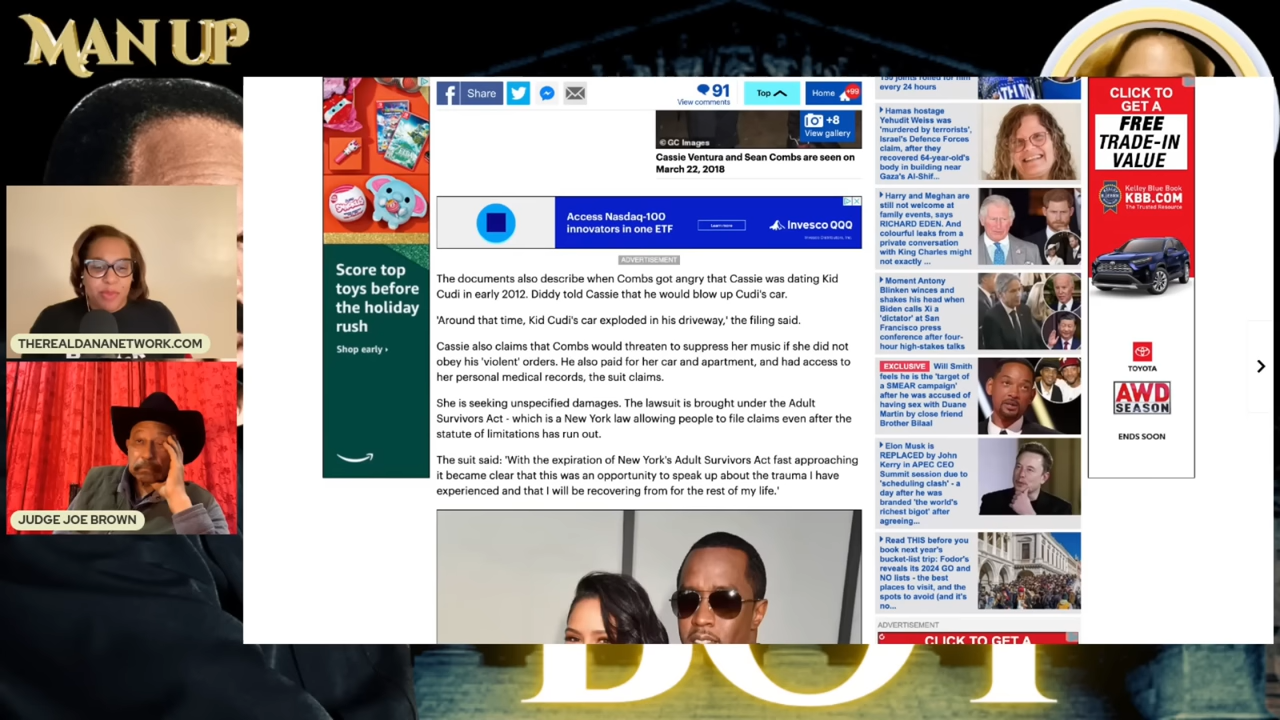 MAN UP
THEREALDANANETWORK.COM
JUDGE JOE BROWN
Score top
toys before
the holiday
rush
Shop early ›
Share
91
View comments
Top
Home
+99
+8
View gallery
© GC Images
Cassie Ventura and Sean Combs are seen on
March 22, 2018
Access Nasdaq-100
innovators in one ETF
Learn more
Invesco QQQ
Invesco Distributors, Inc.
ADVERTISEMENT
The documents also describe when Combs got angry that Cassie was dating Kid
Cudi in early 2012. Diddy told Cassie that he would blow up Cudi's car.
'Around that time, Kid Cudi's car exploded in his driveway,' the filing said.
Cassie also claims that Combs would threaten to suppress her music if she did not
obey his 'violent' orders. He also paid for her car and apartment, and had access to
her personal medical records, the suit claims.
She is seeking unspecified damages. The lawsuit is brought under the Adult
Survivors Act - which is a New York law allowing people to file claims even after the
statute of limitations has run out.
The suit said: 'With the expiration of New York's Adult Survivors Act fast approaching
it became clear that this was an opportunity to speak up about the trauma I have
experienced and that I will be recovering from for the rest of my life.'
every 24 hours
Hamas hostage
Yehudit Weiss was
'murdered by terrorists',
Israel's Defence Forces
claim, after they
recovered 64-year-old's
body in building near
Gaza's Al-Shif...
Harry and Meghan are
still not welcome at
family events, says
RICHARD EDEN. And
colourful leaks from a
private conversation
with King Charles might
not exactly ...
Moment Antony
Blinken winces and
shakes his head when
Biden calls Xi a
'dictator' at San
Francisco press
conference after four-
hour high-stakes talks
EXCLUSIVE Will Smith
feels he is the 'target of
a SMEAR campaign'
after he was accused of
having sex with Duane
Martin by close friend
Brother Bilaal
Elon Musk is
REPLACED by John
Kerry in APEC CEO
Summit session due to
'scheduling clash' - a
day after he was
branded 'the world's
richest bigot' after
agreeing...
Read THIS before you
book next year's
bucket-list trip: Fodor's
reveals its 2024 GO and
NO lists - the best
places to visit, and the
spots to avoid (and it's
no...
ADVERTISEMENT
CLICK TO GET A
CLICK TO
GET A
FREE
TRADE-IN
VALUE
Kelley Blue Book
KBB.COM
The Trusted Resource
TOYOTA
AWD
SEASON
ENDS SOON